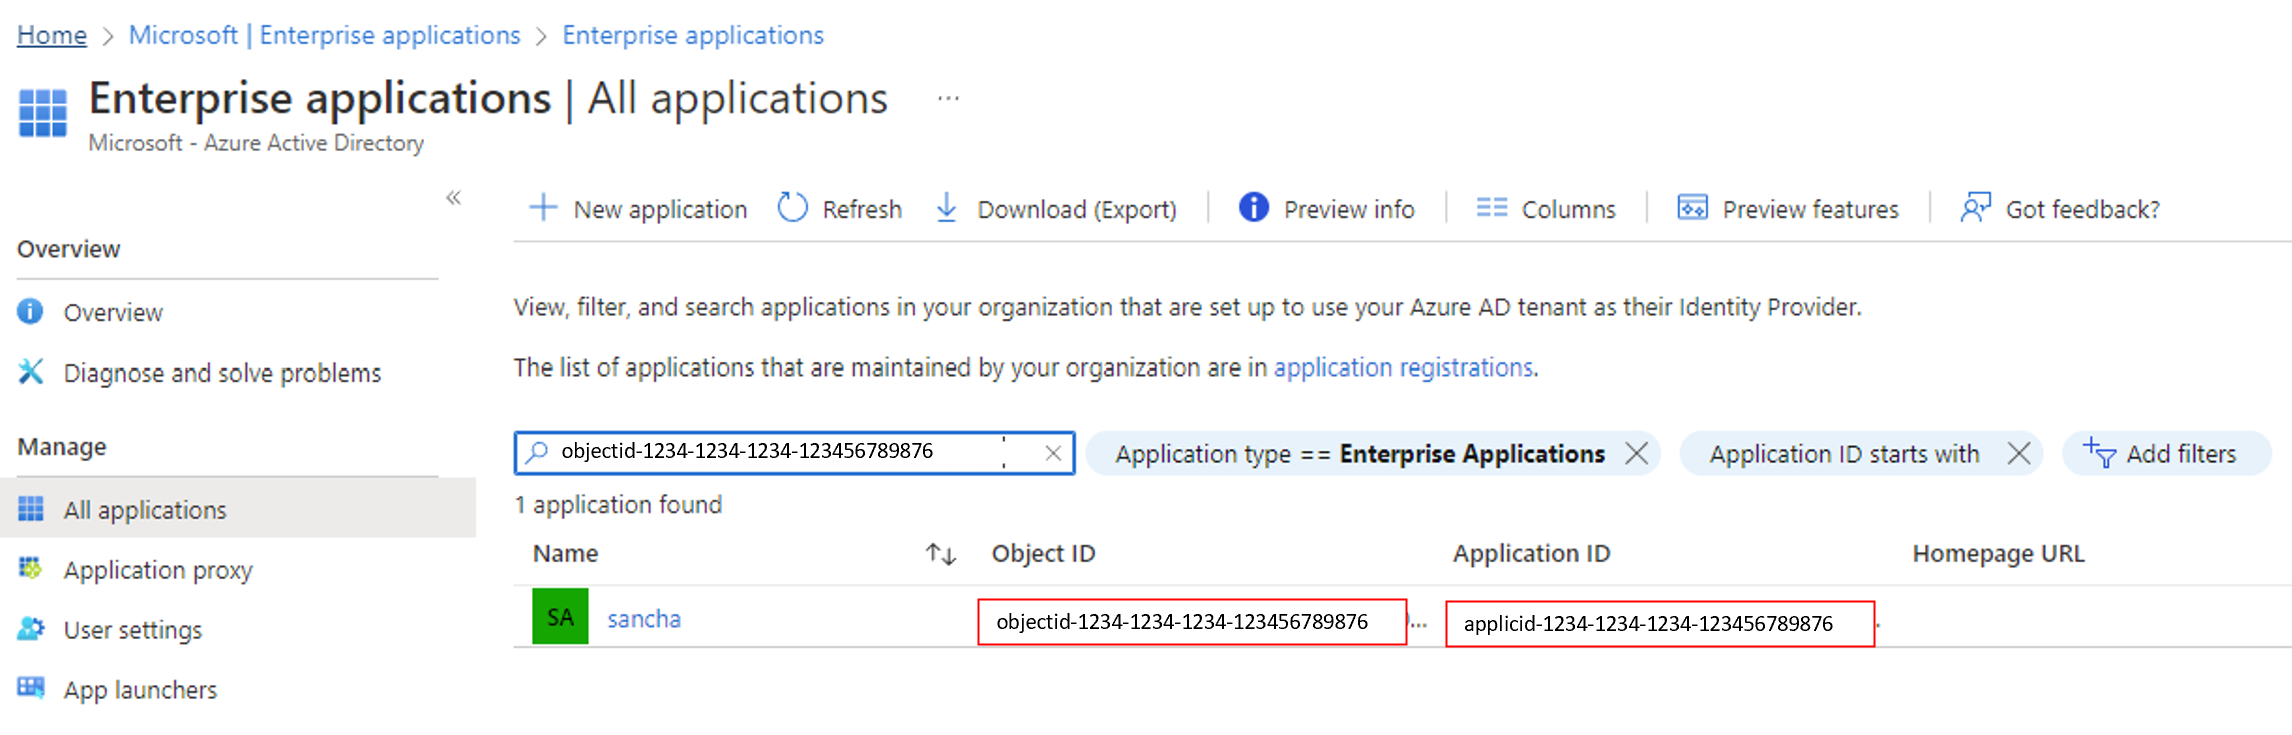 Home > Microsoft | Enterprise applications > Enterprise applications
Enterprise applications | All applications ...
Microsoft - Azure Active Directory
«
New application Refresh Download (Export) Preview info Columns Preview features Got feedback?
Overview
Overview
Diagnose and solve problems
Manage
All applications
Application proxy
User settings
App launchers
View, filter, and search applications in your organization that are set up to use your Azure AD tenant as their Identity Provider.
The list of applications that are maintained by your organization are in application registrations.
objectid-1234-1234-1234-123456789876
Application type == Enterprise Applications
Application ID starts with
Add filters
1 application found
Name Object ID Application ID Homepage URL
SA sancha objectid-1234-1234-1234-123456789876 ... applicid-1234-1234-1234-123456789876